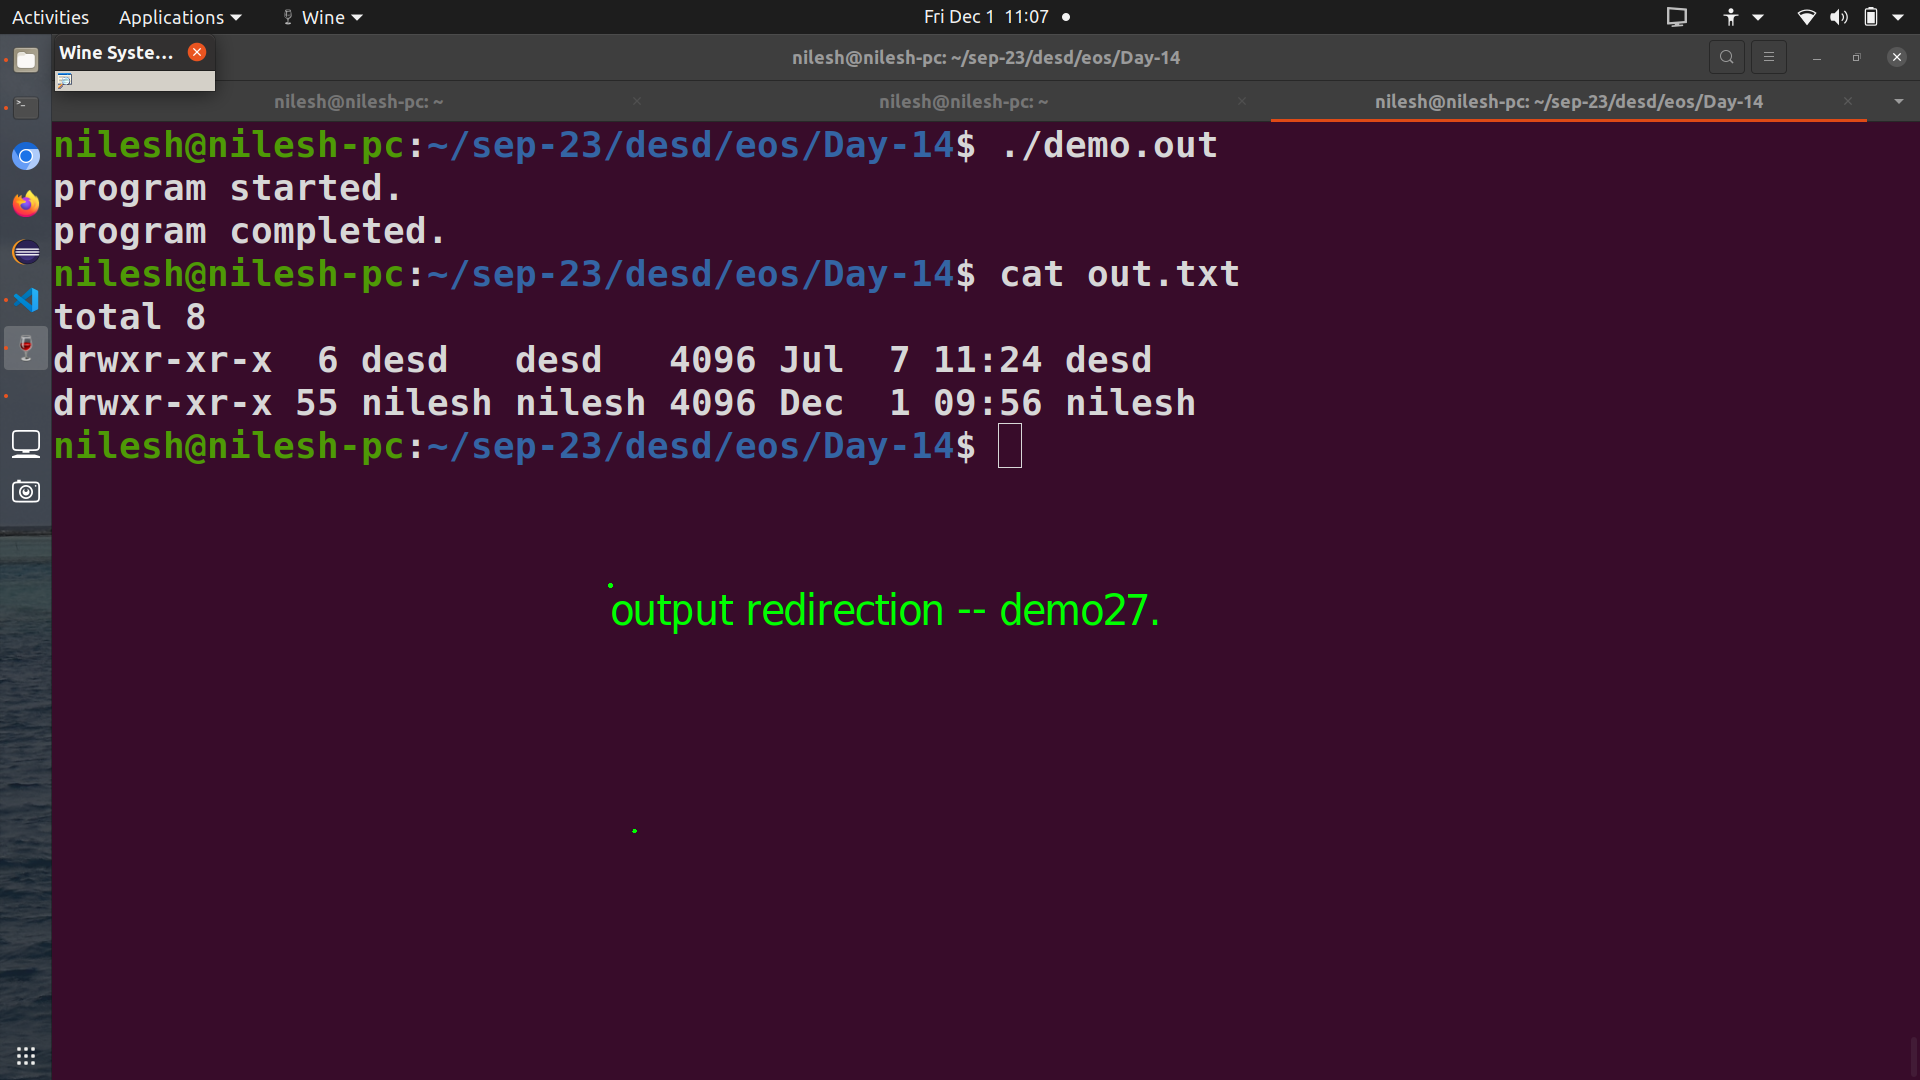 Activities Applications Wine Fri Dec 1 11:07
Wine Syste...
nilesh@nilesh-pc: ~/sep-23/desd/eos/Day-14
nilesh@nilesh-pc: ~ nilesh@nilesh-pc: ~ nilesh@nilesh-pc: ~/sep-23/desd/eos/Day-14
nilesh@nilesh-pc:~/sep-23/desd/eos/Day-14$ ./demo.out
program started.
program completed.
nilesh@nilesh-pc:~/sep-23/desd/eos/Day-14$ cat out.txt
total 8
drwxr-xr-x  6 desd   desd   4096 Jul  7 11:24 desd
drwxr-xr-x 55 nilesh nilesh 4096 Dec  1 09:56 nilesh
nilesh@nilesh-pc:~/sep-23/desd/eos/Day-14$
output redirection -- demo27.